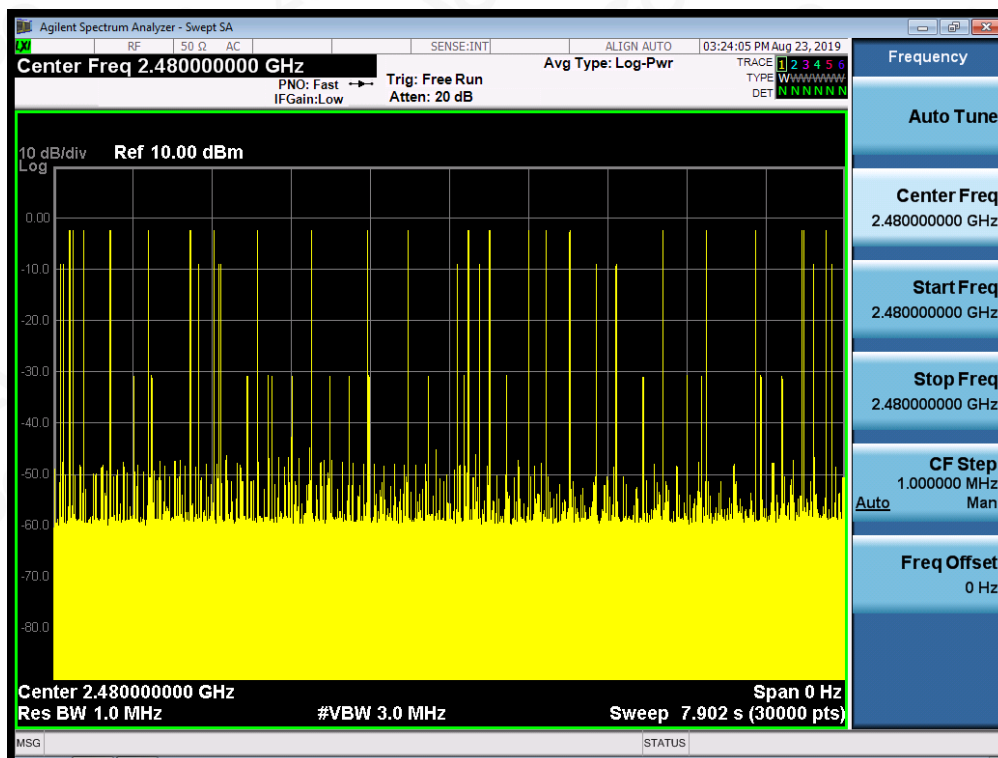 Agilent Spectrum Analyzer - Swept SA
LXI RF 50 Ω AC SENSE:INT ALIGN AUTO 03:24:05 PM Aug 23, 2019
Center Freq 2.480000000 GHz
PNO: Fast
IFGain:Low
Trig: Free Run
Atten: 20 dB
Avg Type: Log-Pwr
TRACE 1 2 3 4 5 6
TYPE WWWWWW
DET N N N N N N
10 dB/div Ref 10.00 dBm
Log
0.00
-10.0
-20.0
-30.0
-40.0
-50.0
-60.0
-70.0
-80.0
Center 2.480000000 GHz Span 0 Hz
Res BW 1.0 MHz #VBW 3.0 MHz Sweep 7.902 s (30000 pts)
MSG STATUS
Frequency
Auto Tune
Center Freq
2.480000000 GHz
Start Freq
2.480000000 GHz
Stop Freq
2.480000000 GHz
CF Step
1.000000 MHz
Auto Man
Freq Offset
0 Hz